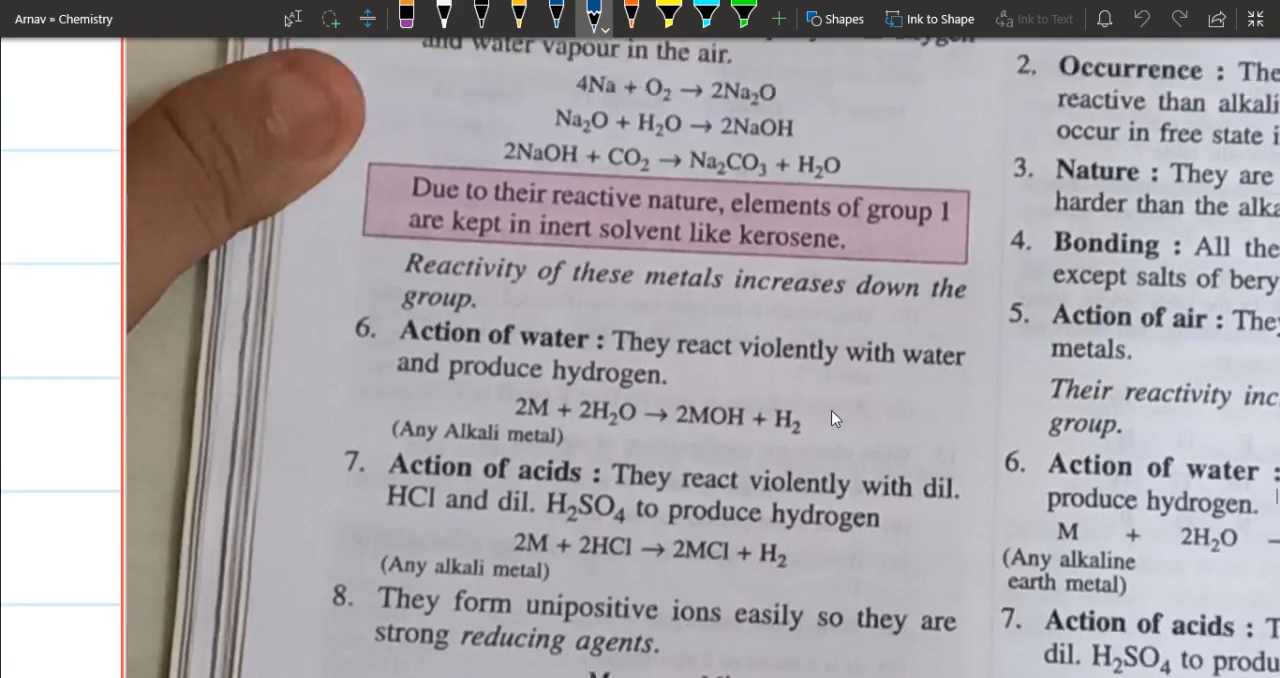 Arnav » Chemistry
Shapes
Ink to Shape
Ink to Text
and water vapour in the air.
4Na + O₂ → 2Na₂O
Na₂O + H₂O → 2NaOH
2NaOH + CO₂ → Na₂CO₃ + H₂O
Due to their reactive nature, elements of group 1
are kept in inert solvent like kerosene.
Reactivity of these metals increases down the
group.
6. Action of water : They react violently with water
and produce hydrogen.
2M + 2H₂O → 2MOH + H₂
(Any Alkali metal)
7. Action of acids : They react violently with dil.
HCl and dil. H₂SO₄ to produce hydrogen
2M + 2HCl → 2MCl + H₂
(Any alkali metal)
8. They form unipositive ions easily so they are
strong reducing agents.
2. Occurrence : The
reactive than alkali
occur in free state i
3. Nature : They are
harder than the alka
4. Bonding : All the
except salts of bery
5. Action of air : They
metals.
Their reactivity inc
group.
6. Action of water :
produce hydrogen.
M + 2H₂O
(Any alkaline
earth metal)
7. Action of acids : T
dil. H₂SO₄ to produ